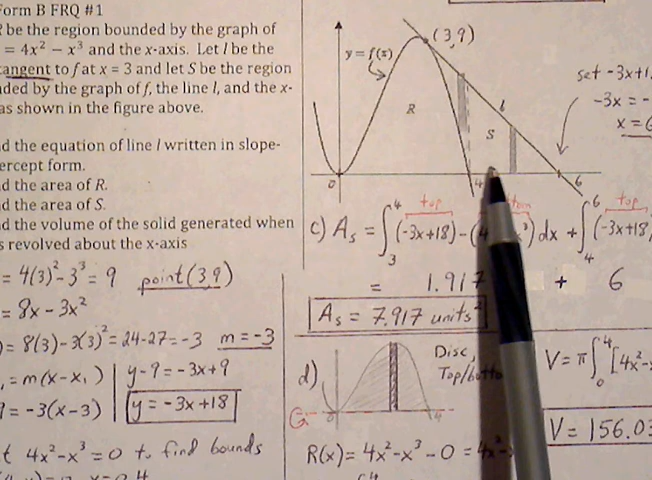 Form B FRQ #1
be the region bounded by the graph of
= 4x² − x³ and the x-axis. Let l be the
tangent to f at x = 3 and let S be the region
ded by the graph of f, the line l, and the x-
as shown in the figure above.
d the equation of line l written in slope-
ercept form.
d the area of R.
d the area of S.
d the volume of the solid generated when
s revolved about the x-axis
= 4(3)² - 3³ = 9 point (3,9)
= 8x - 3x²
) = 8(3) - 3(3)² = 24 - 27 = -3 m = -3
₁ = m(x - x₁) y - 9 = -3x + 9
9 = -3(x - 3) y = -3x + 18
t 4x² - x³ = 0 to find bounds
(3,9)
y = f(x)
R
l
S
0 4 6
set -3x + 1
-3x = -
x = 6
top top
c) A_s = ∫₃⁴ (-3x + 18) - (4 x³) dx + ∫₄⁶ (-3x + 18)
= 1.917 + 6
A_s = 7.917 units²
d)
0 4
Disc,
V = π ∫₀⁴ [4x² -
V = 156.03
R(x) = 4x² - x³ - 0 = 4x² -